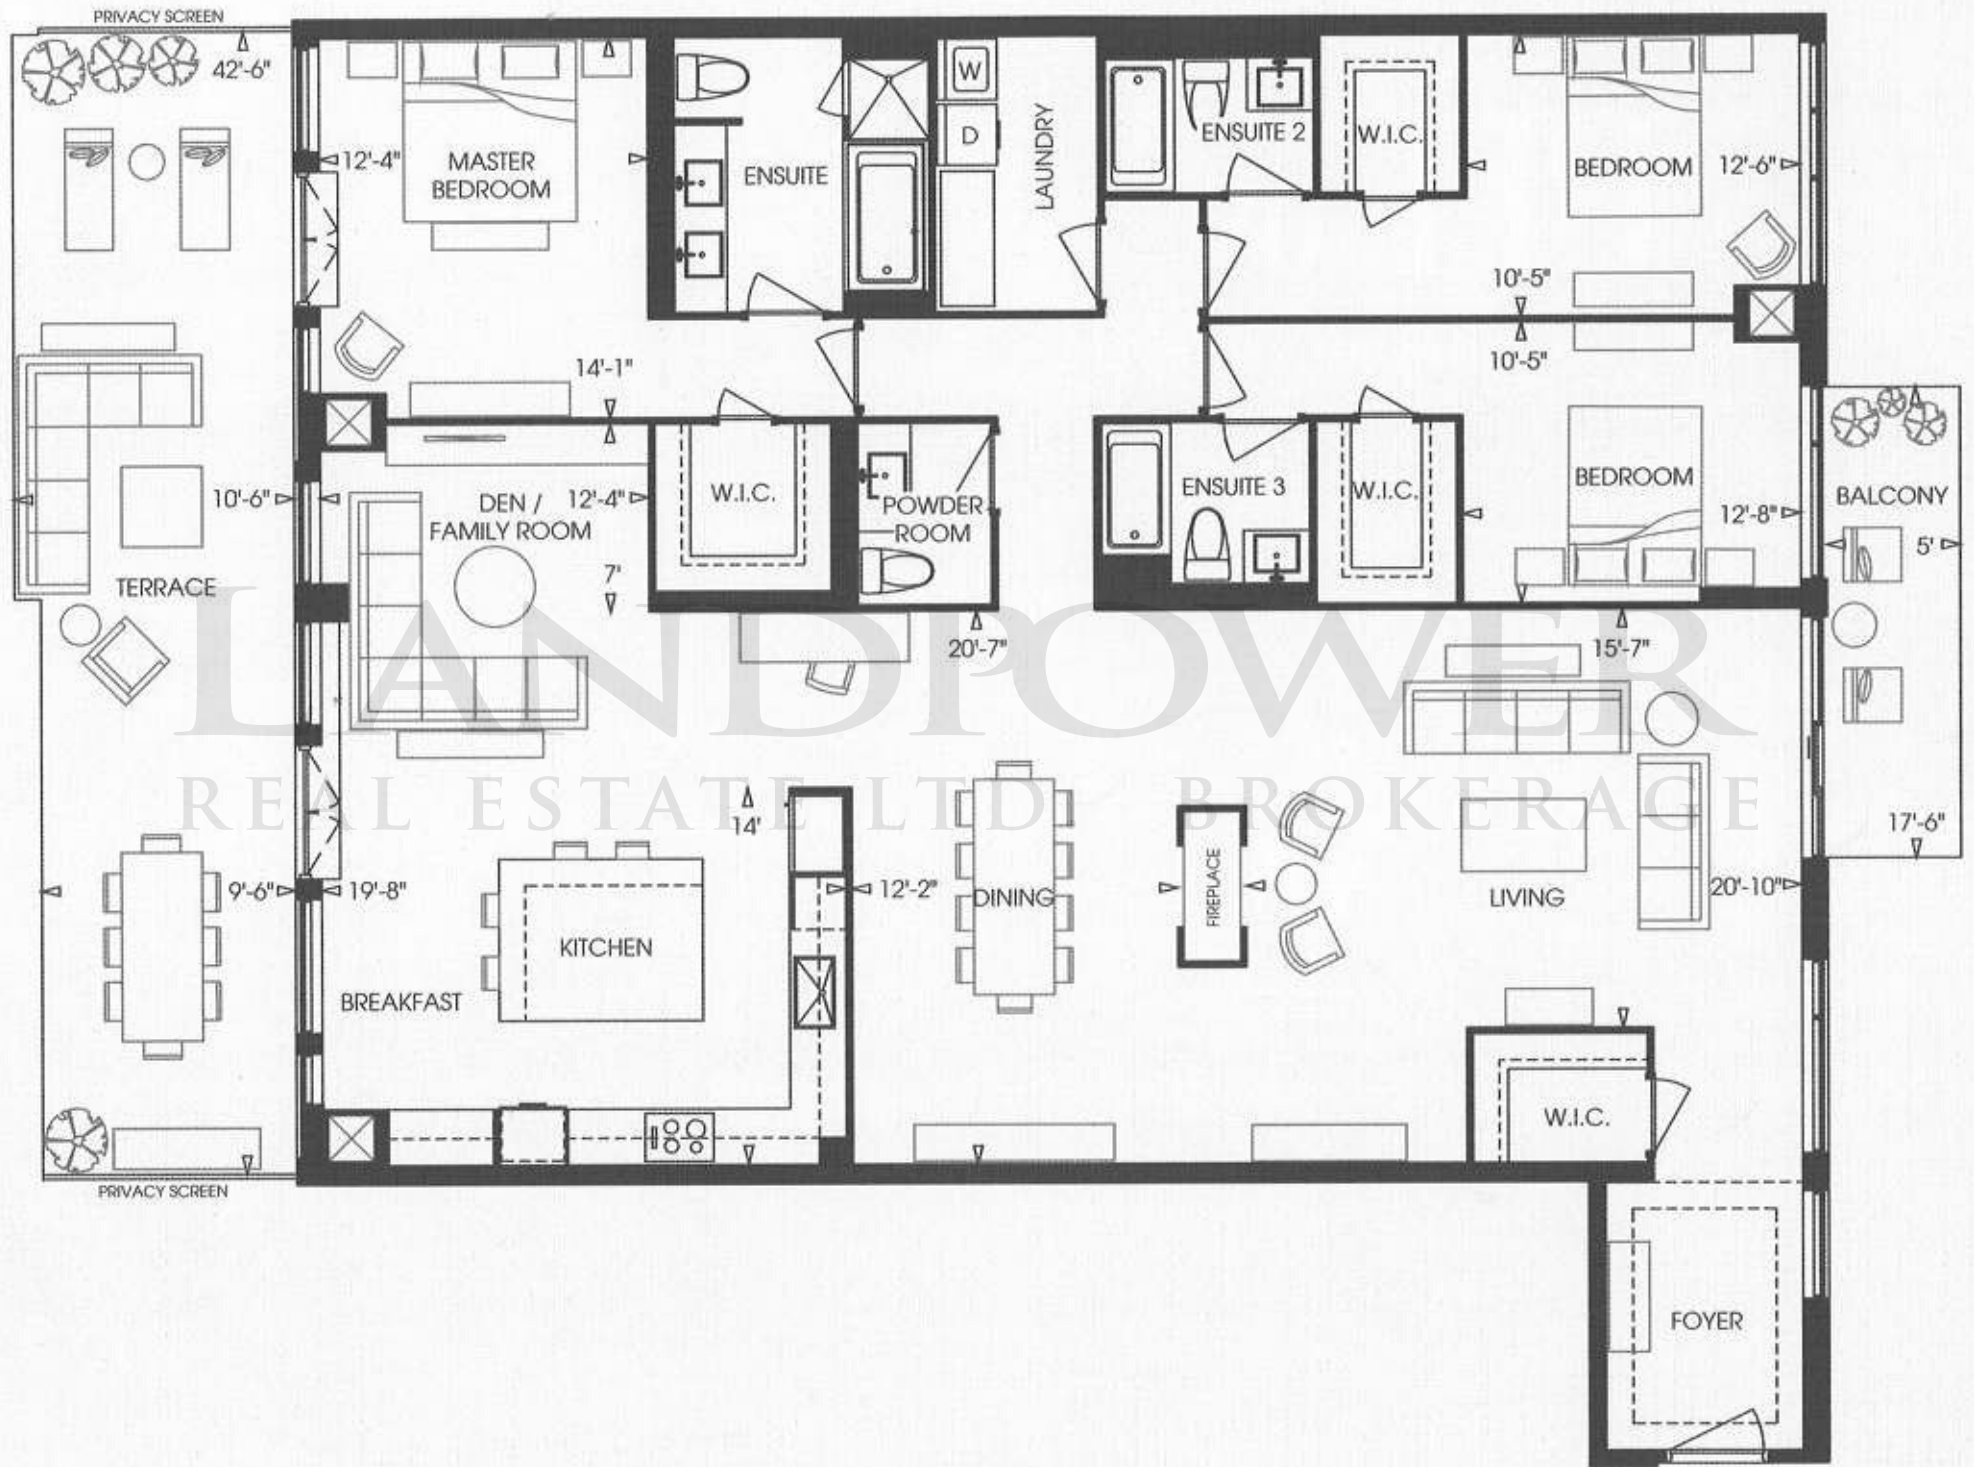 PRIVACY SCREEN
42'-6"
12'-4"
MASTER
BEDROOM
ENSUITE
W
D
LAUNDRY
ENSUITE 2
W.I.C.
BEDROOM
12'-6"
10'-5"
10'-5"
14'-1"
10'-6"
DEN /
FAMILY ROOM
12'-4"
7'
W.I.C.
POWDER
ROOM
ENSUITE 3
W.I.C.
BEDROOM
12'-8"
BALCONY
5'
TERRACE
LANDPOWER
REAL ESTATE LTD BROKERAGE
20'-7"
15'-7"
14'
17'-6"
9'-6"
19'-8"
12'-2"
DINING
FIREPLACE
LIVING
20'-10"
KITCHEN
BREAKFAST
W.I.C.
PRIVACY SCREEN
FOYER